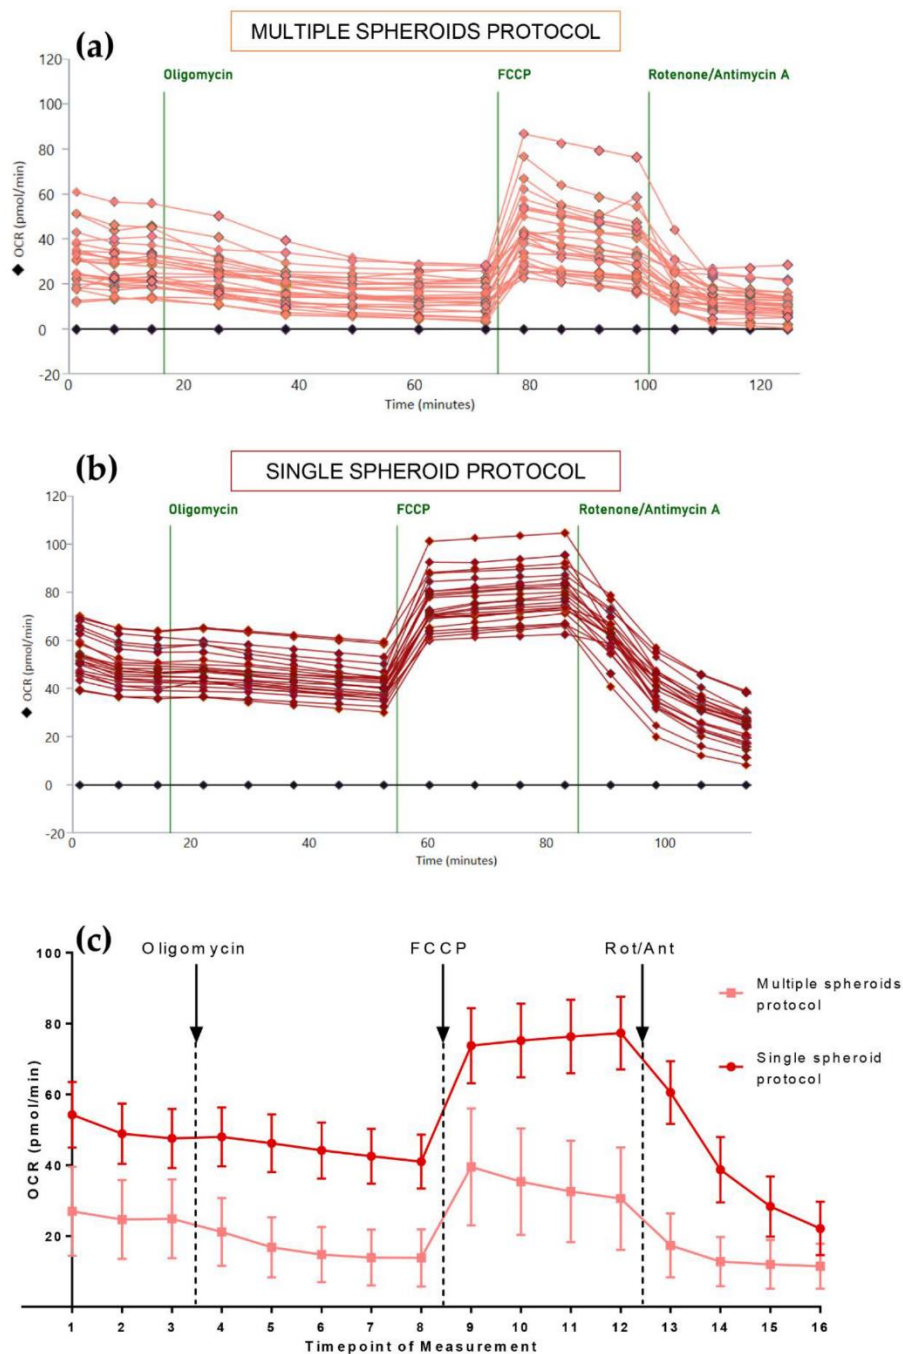 (a)
MULTIPLE SPHEROIDS PROTOCOL
Oligomycin
FCCP
Rotenone/Antimycin A
120
100
80
60
40
20
0
-20
OCR (pmol/min)
0 20 40 60 80 100 120
Time (minutes)
(b)
SINGLE SPHEROID PROTOCOL
Oligomycin
FCCP
Rotenone/Antimycin A
120
100
80
60
40
20
0
-20
OCR (pmol/min)
0 20 40 60 80 100
Time (minutes)
(c)
Oligomycin
FCCP
Rot/Ant
100
80
60
40
20
OCR (pmol/min)
1 2 3 4 5 6 7 8 9 10 11 12 13 14 15 16
Timepoint of Measurement
Multiple spheroids
protocol
Single spheroid
protocol